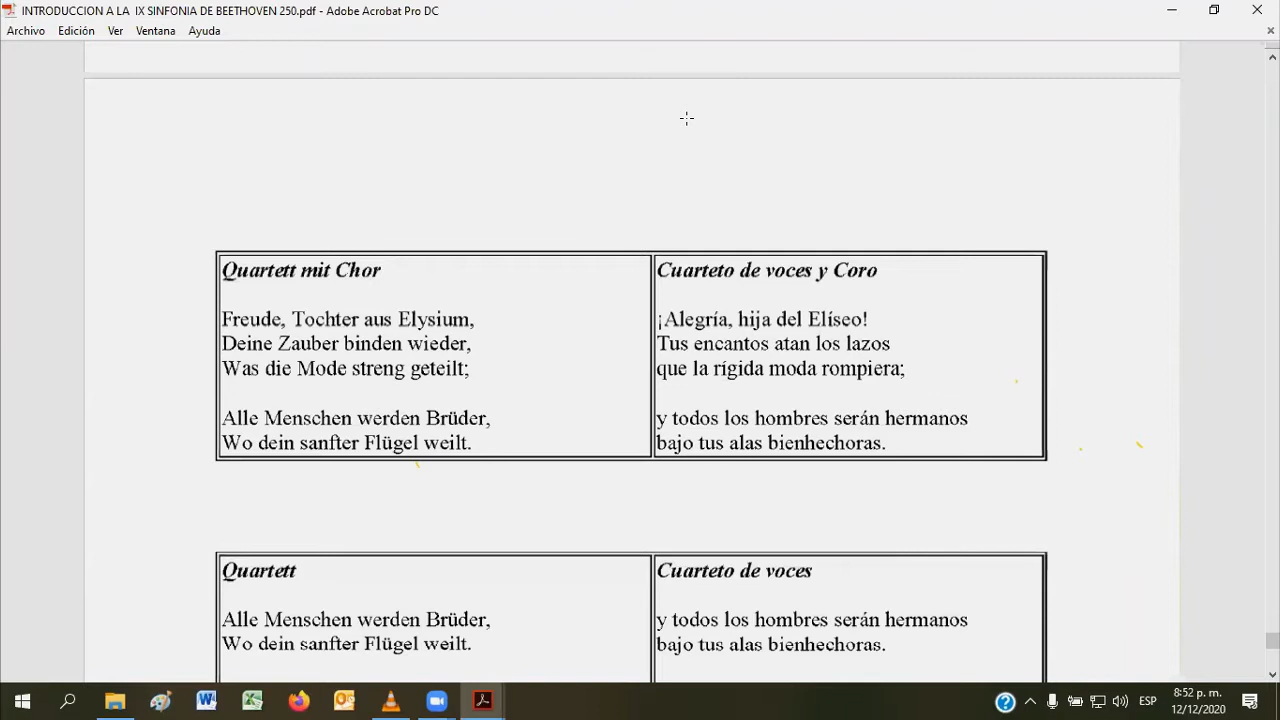 INTRODUCCION A LA IX SINFONIA DE BEETHOVEN 250.pdf - Adobe Acrobat Pro DC
Archivo Edición Ver Ventana Ayuda
Quartett mit Chor
Freude, Tochter aus Elysium,
Deine Zauber binden wieder,
Was die Mode streng geteilt;
Alle Menschen werden Brüder,
Wo dein sanfter Flügel weilt.
Cuarteto de voces y Coro
¡Alegría, hija del Elíseo!
Tus encantos atan los lazos
que la rígida moda rompiera;
y todos los hombres serán hermanos
bajo tus alas bienhechoras.
Quartett
Alle Menschen werden Brüder,
Wo dein sanfter Flügel weilt.
Cuarteto de voces
y todos los hombres serán hermanos
bajo tus alas bienhechoras.
ESP
8:52 p. m.
12/12/2020